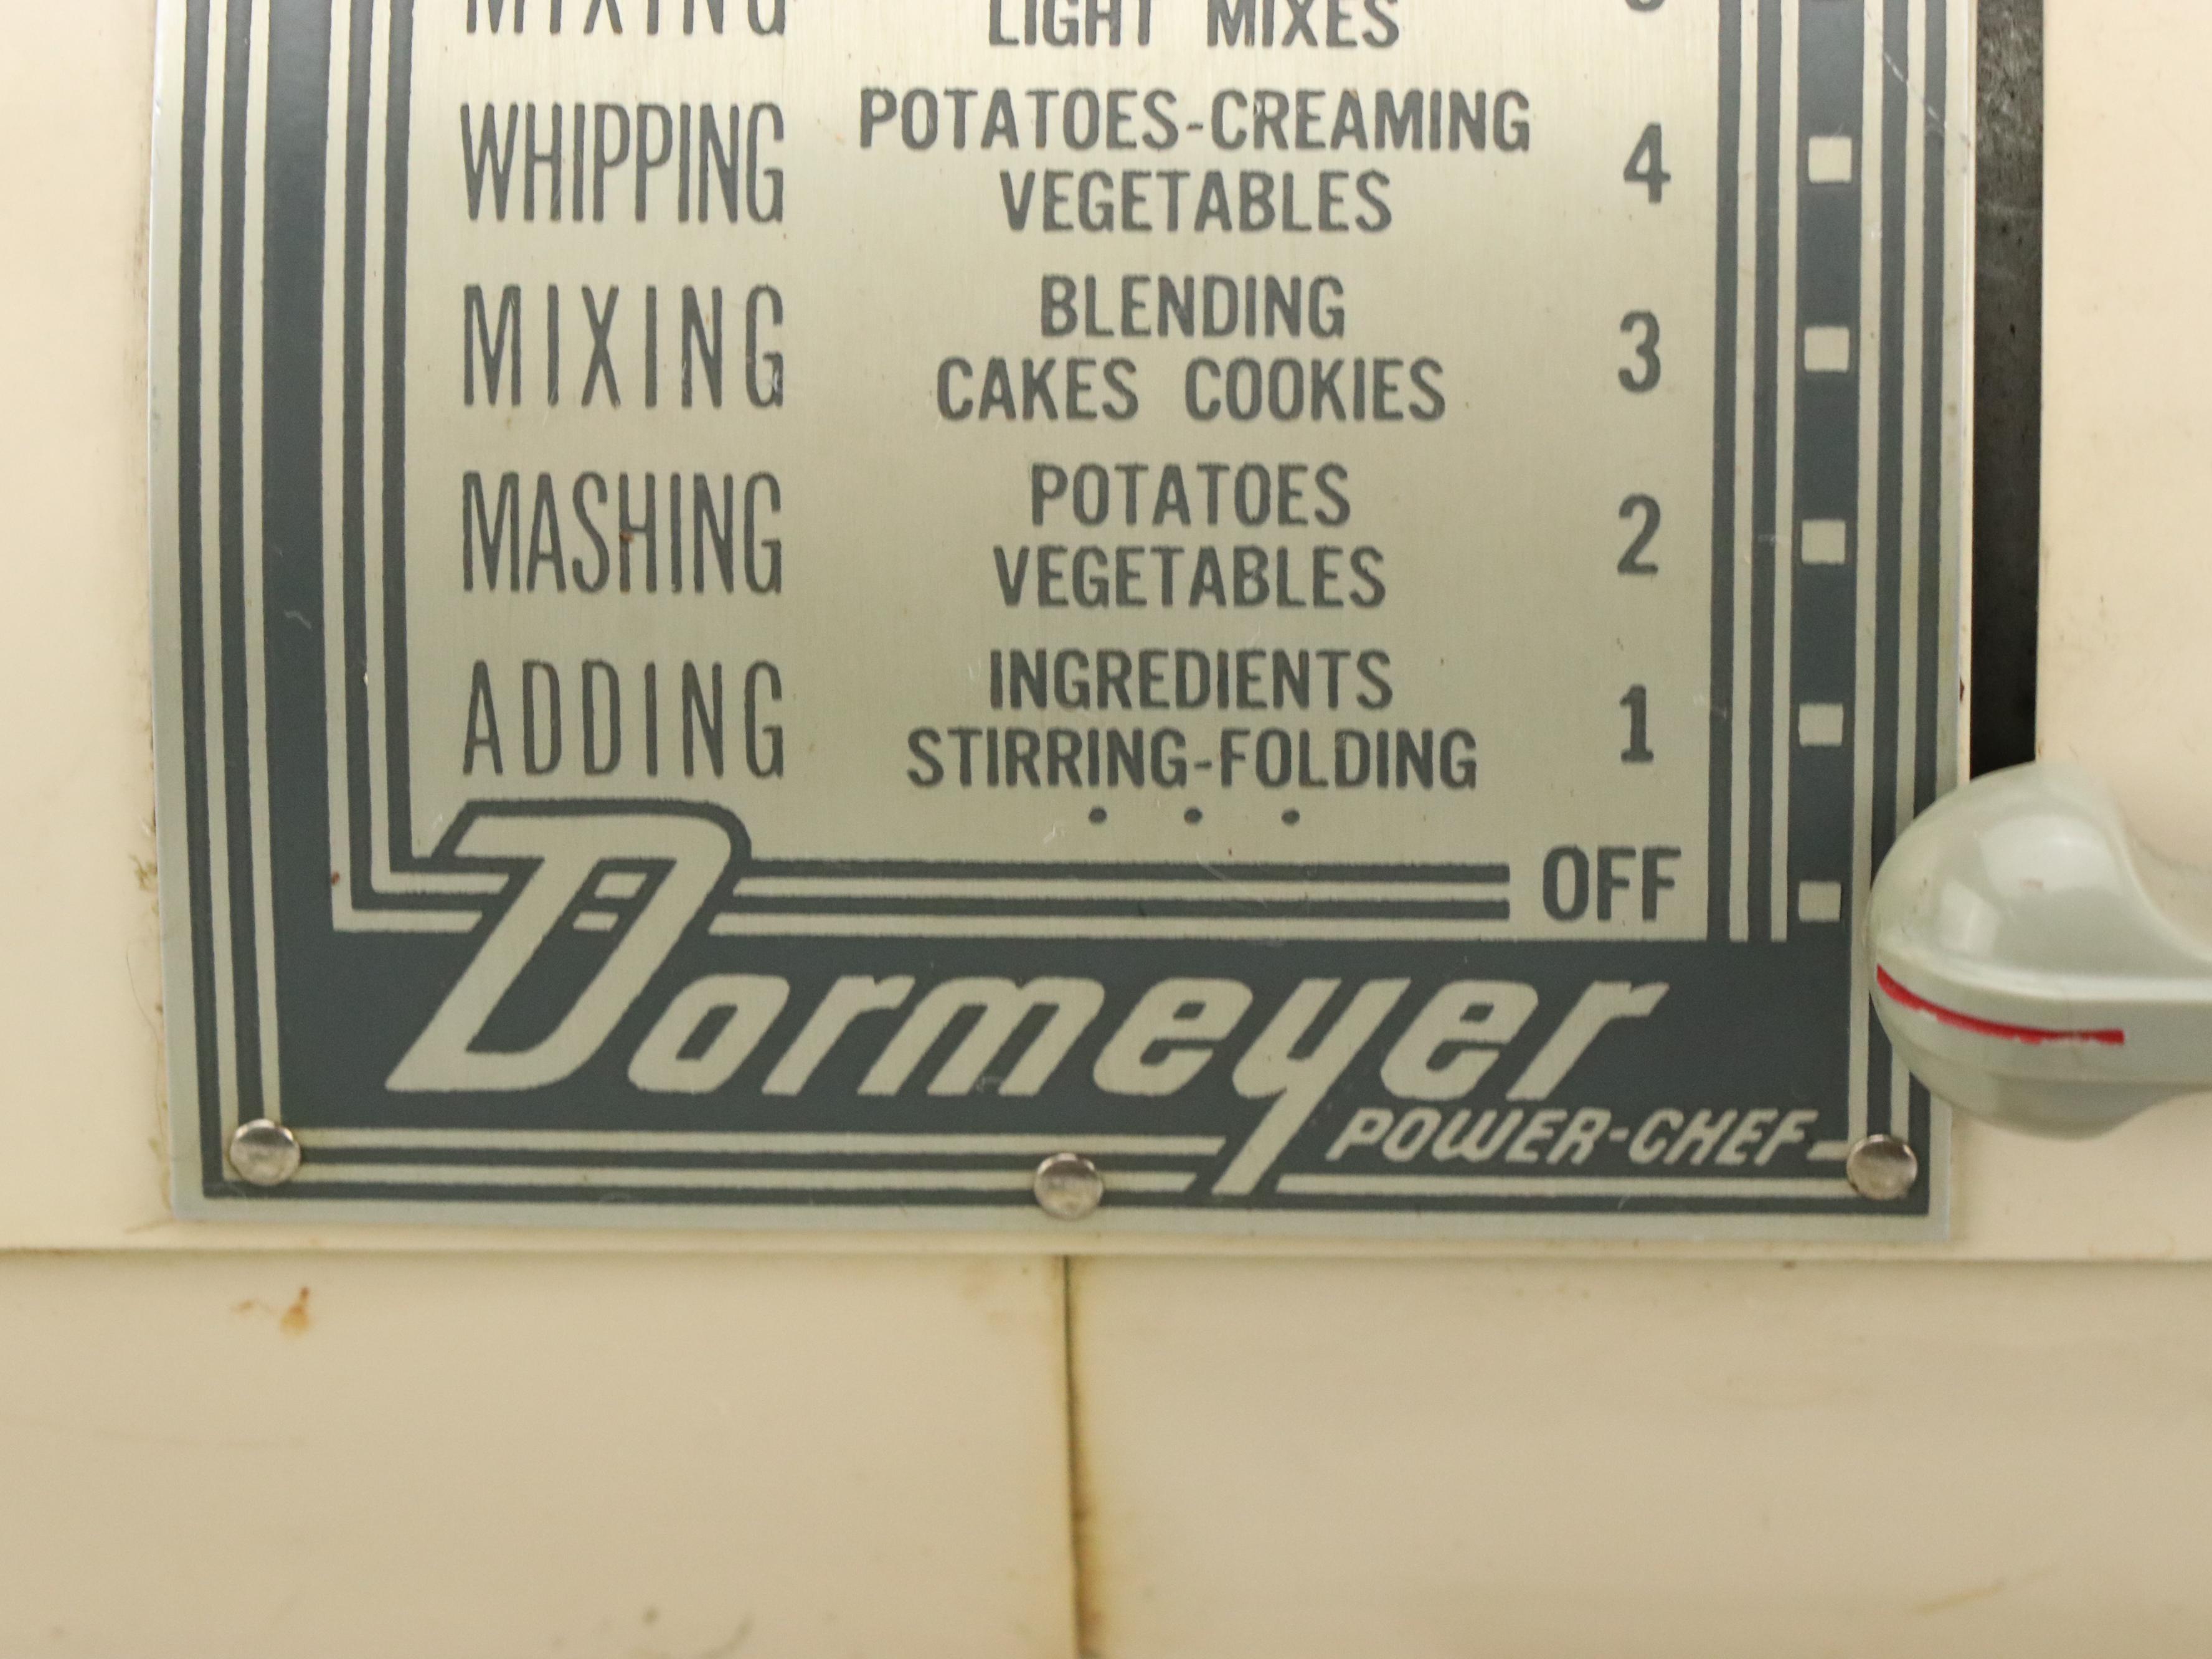 MIXING LIGHT MIXES
WHIPPING POTATOES-CREAMING VEGETABLES 4
MIXING BLENDING CAKES COOKIES 3
MASHING POTATOES VEGETABLES 2
ADDING INGREDIENTS STIRRING-FOLDING 1
OFF
Dormeyer
POWER-CHEF